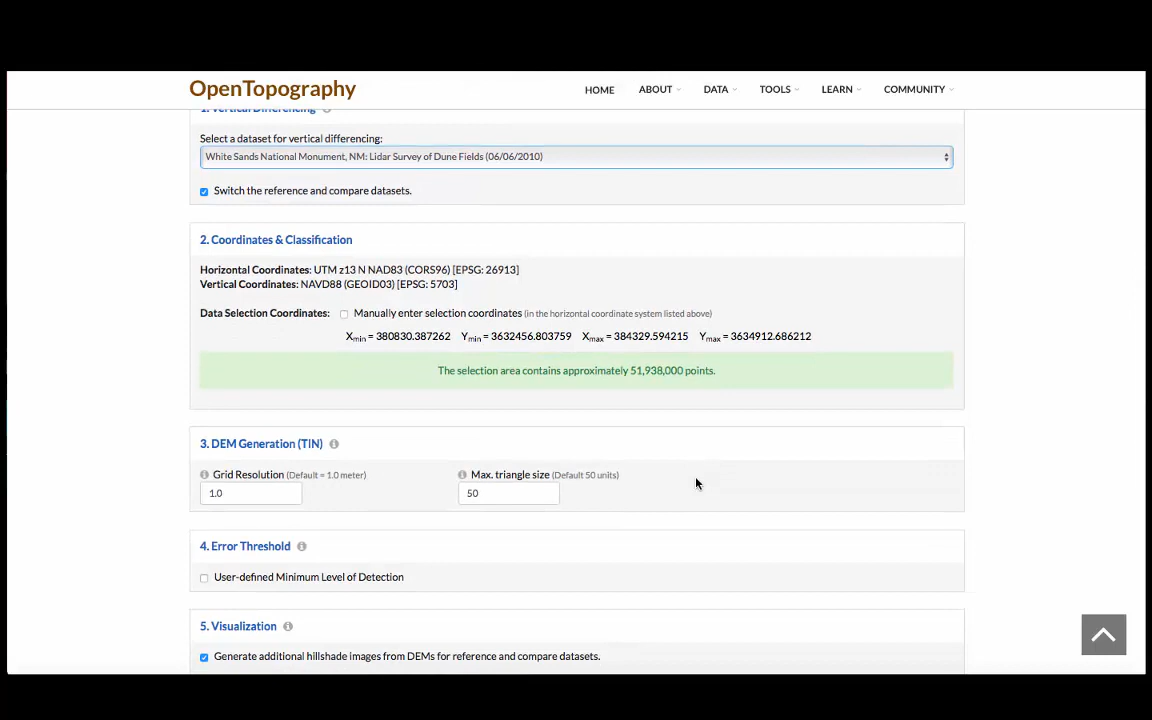 OpenTopography
HOME ABOUT DATA TOOLS LEARN COMMUNITY
1. Vertical Differencing
Select a dataset for vertical differencing:
White Sands National Monument, NM: Lidar Survey of Dune Fields (06/06/2010)
Switch the reference and compare datasets.
2. Coordinates & Classification
Horizontal Coordinates: UTM z13 N NAD83 (CORS96) [EPSG: 26913]
Vertical Coordinates: NAVD88 (GEOID03) [EPSG: 5703]
Data Selection Coordinates: Manually enter selection coordinates (in the horizontal coordinate system listed above)
Xmin = 380830.387262 Ymin = 3632456.803759 Xmax = 384329.594215 Ymax = 3634912.686212
The selection area contains approximately 51,938,000 points.
3. DEM Generation (TIN)
Grid Resolution (Default = 1.0 meter) Max. triangle size (Default 50 units)
1.0 50
4. Error Threshold
User-defined Minimum Level of Detection
5. Visualization
Generate additional hillshade images from DEMs for reference and compare datasets.